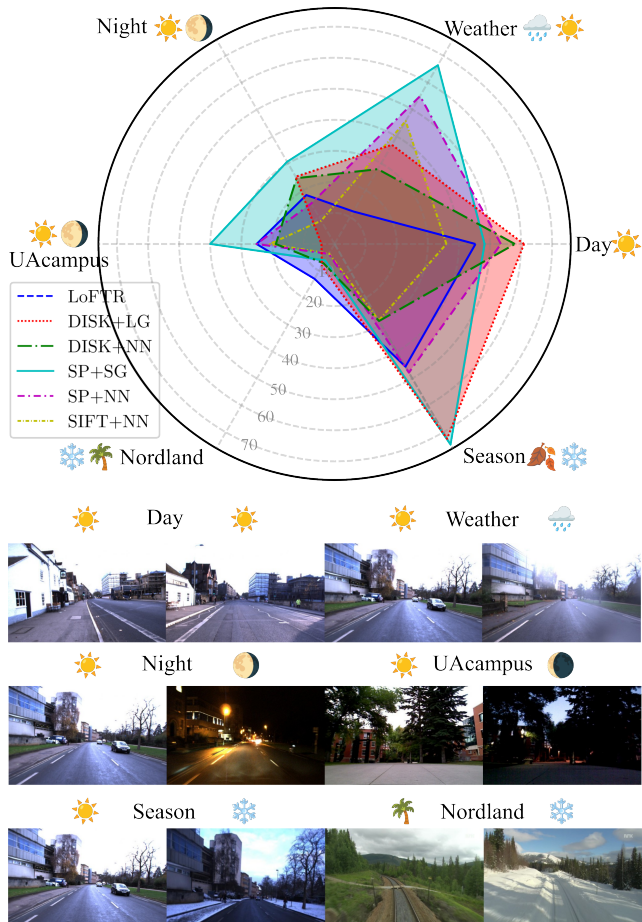 Night
Weather
Day
UAcampus
LoFTR
DISK+LG
DISK+NN
SP+SG
SP+NN
SIFT+NN
20
30
40
50
60
70
Nordland
Season
Day
Weather
Night
UAcampus
Season
Nordland